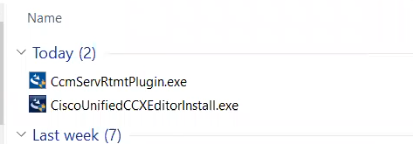 Name
Today (2)
CcmServRtmtPlugin.exe
CiscoUnifiedCCXEditorInstall.exe
Last week (7)